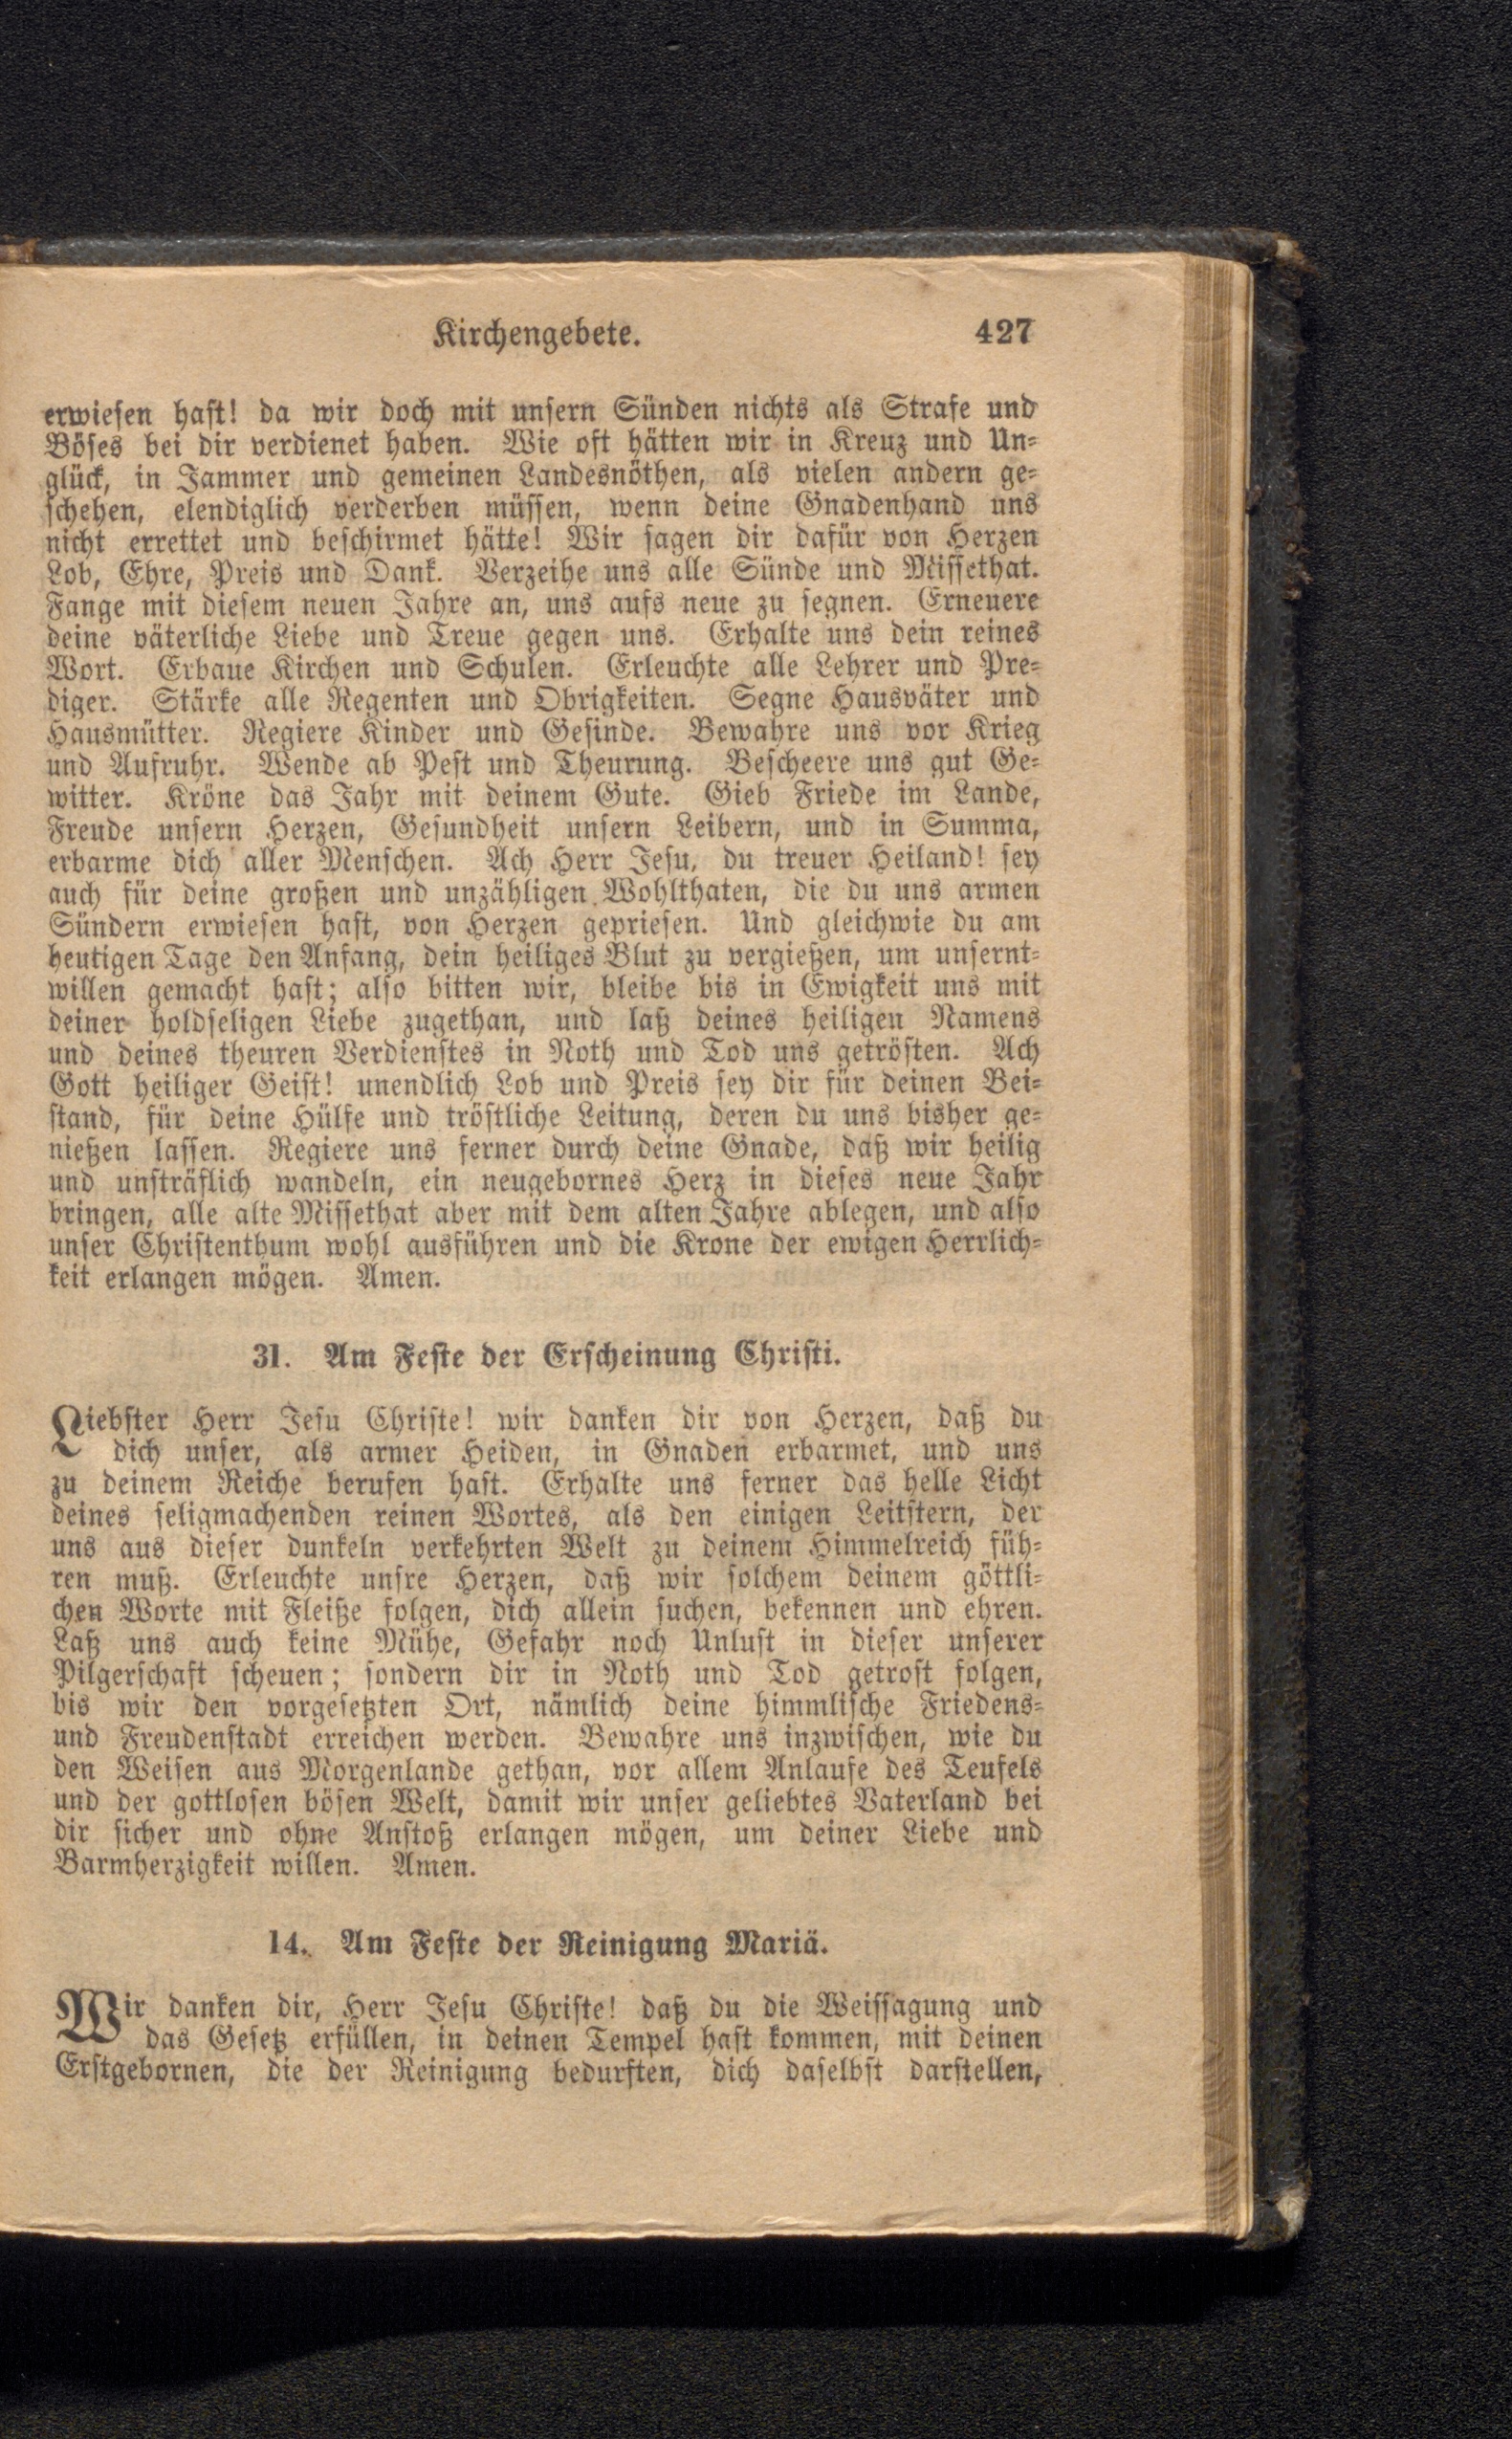 Kirchengebete. 427
erwiesen hast! da wir doch mit unsern Sünden nichts als Strafe und
Böses bei dir verdienet haben. Wie oft hätten wir in Kreuz und Un-
glück, in Jammer und gemeinen Landesnöthen, als vielen andern ge-
schehen, elendiglich verderben müssen, wenn deine Gnadenhand uns
nicht errettet und beschirmet hätte! Wir sagen dir dafür von Herzen
Lob, Ehre, Preis und Dank. Verzeihe uns alle Sünde und Missethat.
Fange mit diesem neuen Jahre an, uns aufs neue zu segnen. Erneuere
deine väterliche Liebe und Treue gegen uns. Erhalte uns dein reines
Wort. Erbaue Kirchen und Schulen. Erleuchte alle Lehrer und Pre-
diger. Stärke alle Regenten und Obrigkeiten. Segne Hausväter und
Hausmütter. Regiere Kinder und Gesinde. Bewahre uns vor Krieg
und Aufruhr. Wende ab Pest und Theurung. Bescheere uns gut Ge-
witter. Kröne das Jahr mit deinem Gute. Gieb Friede im Lande,
Freude unsern Herzen, Gesundheit unsern Leibern, und in Summa,
erbarme dich aller Menschen. Ach Herr Jesu, du treuer Heiland! sey
auch für deine großen und unzähligen Wohlthaten, die du uns armen
Sündern erwiesen hast, von Herzen gepriesen. Und gleichwie du am
heutigen Tage den Anfang, dein heiliges Blut zu vergießen, um unsernt-
willen gemacht hast; also bitten wir, bleibe bis in Ewigkeit uns mit
deiner holdseligen Liebe zugethan, und laß deines heiligen Namens
und deines theuren Verdienstes in Noth und Tod uns getrösten. Ach
Gott heiliger Geist! unendlich Lob und Preis sey dir für deinen Bei-
stand, für deine Hülfe und tröstliche Leitung, deren du uns bisher ge-
nießen lassen. Regiere uns ferner durch deine Gnade, daß wir heilig
und unsträflich wandeln, ein neugebornes Herz in dieses neue Jahr
bringen, alle alte Missethat aber mit dem alten Jahre ablegen, und also
unser Christenthum wohl ausführen und die Krone der ewigen Herrlich-
keit erlangen mögen. Amen.
31. Am Feste der Erscheinung Christi.
Liebster Herr Jesu Christe! wir danken dir von Herzen, daß du
dich unser, als armer Heiden, in Gnaden erbarmet, und uns
zu deinem Reiche berufen hast. Erhalte uns ferner das helle Licht
deines seligmachenden reinen Wortes, als den einigen Leitstern, der
uns aus dieser dunkeln verkehrten Welt zu deinem Himmelreich füh-
ren muß. Erleuchte unsre Herzen, daß wir solchem deinem göttli-
chen Worte mit Fleiße folgen, dich allein suchen, bekennen und ehren.
Laß uns auch keine Mühe, Gefahr noch Unlust in dieser unserer
Pilgerschaft scheuen; sondern dir in Noth und Tod getrost folgen,
bis wir den vorgesetzten Ort, nämlich deine himmlische Friedens-
und Freudenstadt erreichen werden. Bewahre uns inzwischen, wie du
den Weisen aus Morgenlande gethan, vor allem Anlaufe des Teufels
und der gottlosen bösen Welt, damit wir unser geliebtes Vaterland bei
dir sicher und ohne Anstoß erlangen mögen, um deiner Liebe und
Barmherzigkeit willen. Amen.
14. Am Feste der Reinigung Mariä.
Wir danken dir, Herr Jesu Christe! daß du die Weissagung und
das Gesetz erfüllen, in deinen Tempel hast kommen, mit deinen
Erstgebornen, die der Reinigung bedurften, dich daselbst darstellen,